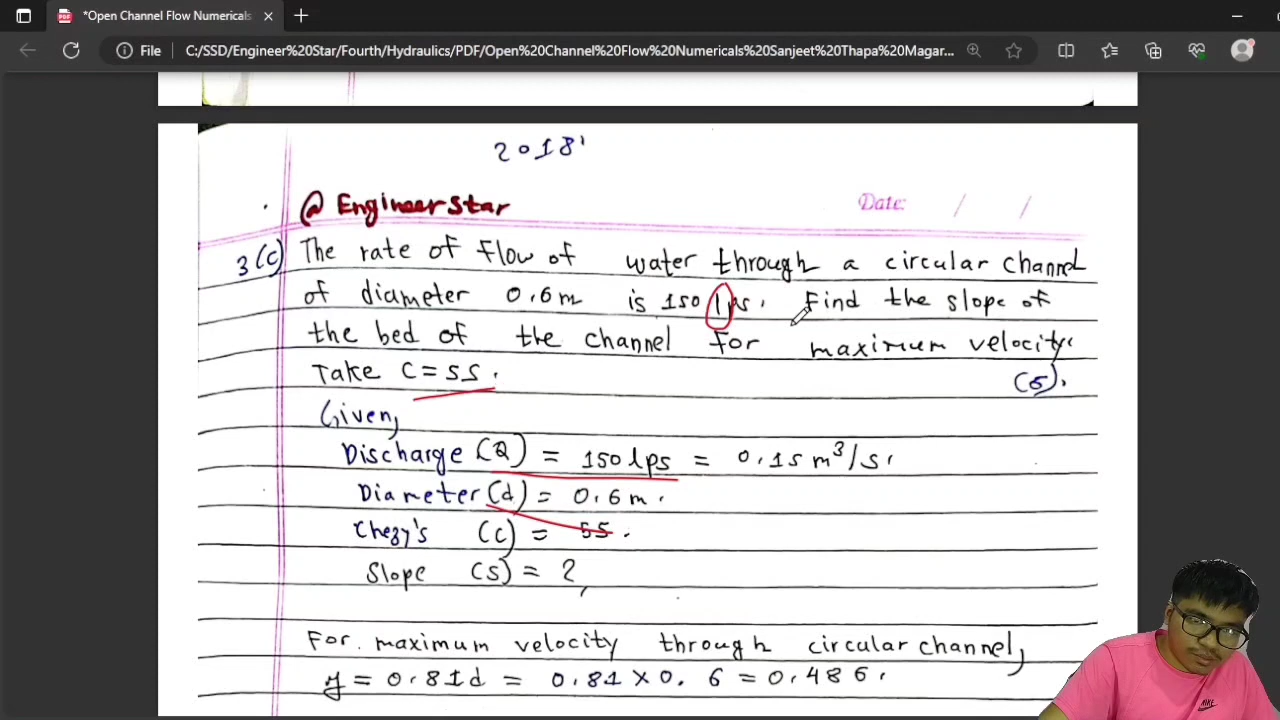 *Open Channel Flow Numericals
File
C:/SSD/Engineer%20Star/Fourth/Hydraulics/PDF/Open%20Channel%20Flow%20Numericals%20Sanjeet%20Thapa%20Magar...
2018'
@ Engineer Star
Date: / /
3 (c) The rate of flow of water through a circular channel
of diameter 0.6m is 150 lps. Find the slope of
the bed of the channel for maximum velocity.
Take C = 55. (5).
Given,
Discharge (Q) = 150 lps = 0.15 m³/s.
Diameter (d) = 0.6 m.
Chezy's (c) = 55.
Slope (s) = ?
For maximum velocity through circular channel,
y = 0.81d = 0.81 x 0.6 = 0.486.